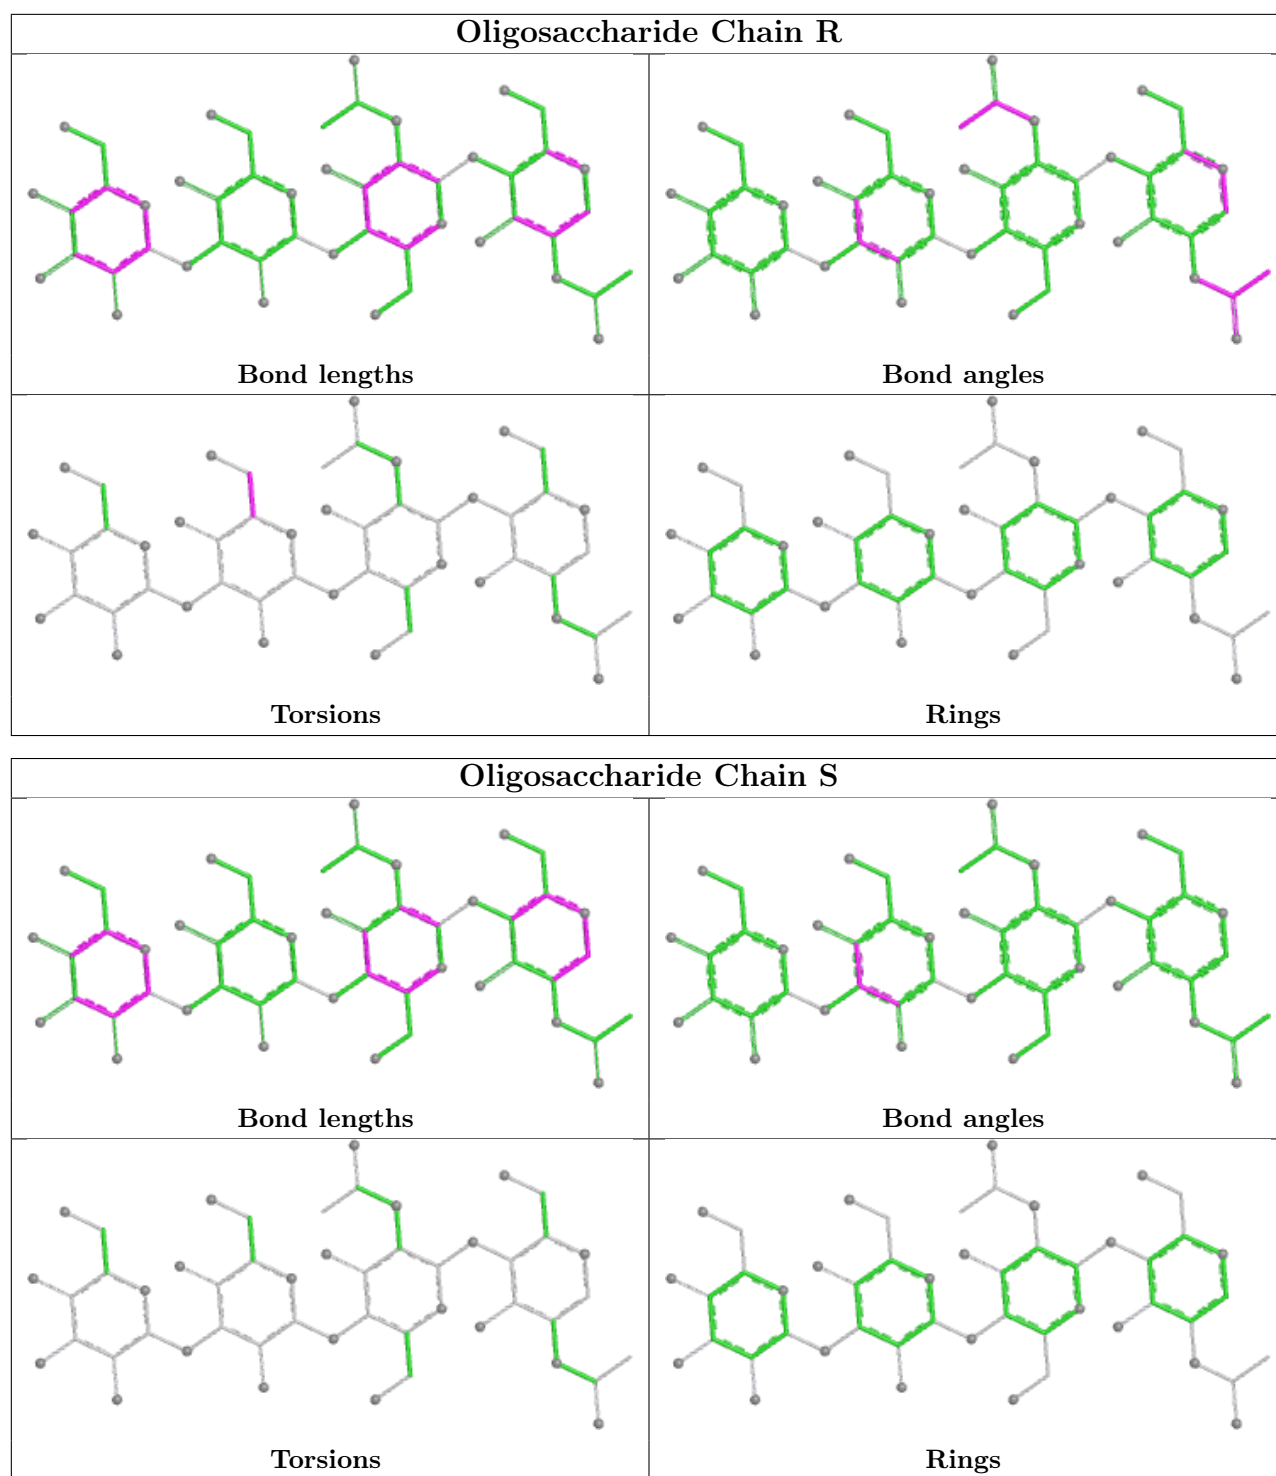 Oligosaccharide Chain R
Bond lengths
Bond angles
Torsions
Rings
Oligosaccharide Chain S
Bond lengths
Bond angles
Torsions
Rings